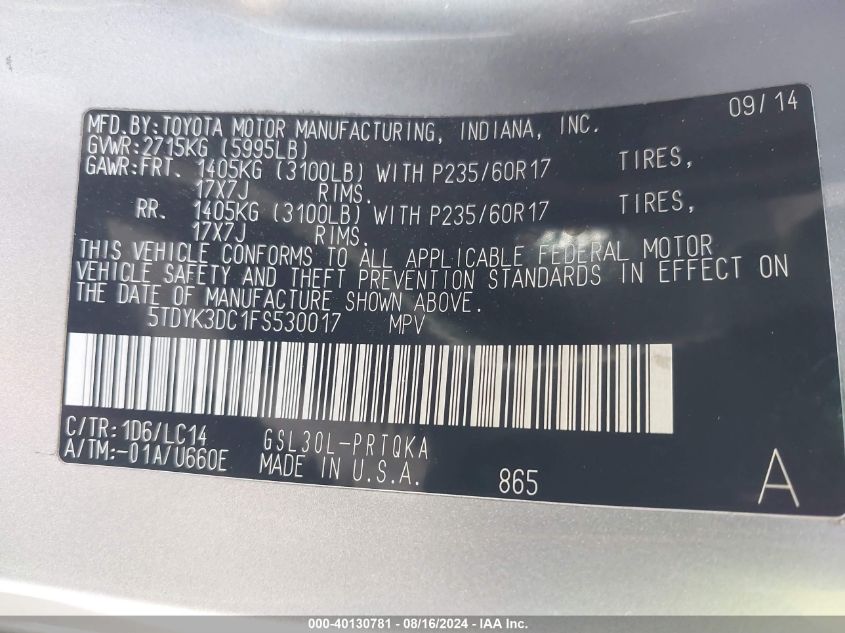 09/14
MFD.BY:TOYOTA MOTOR MANUFACTURING, INDIANA, INC.
GVWR:2715KG (5995LB)
GAWR:FRT. 1405KG (3100LB) WITH P235/60R17 TIRES,
17X7J RIMS.
RR. 1405KG (3100LB) WITH P235/60R17 TIRES,
17X7J RIMS.
THIS VEHICLE CONFORMS TO ALL APPLICABLE FEDERAL MOTOR
VEHICLE SAFETY AND THEFT PREVENTION STANDARDS IN EFFECT ON
THE DATE OF MANUFACTURE SHOWN ABOVE.
5TDYK3DC1FS530017 MPV
C/TR:1D6/LC14 GSL30L-PRTQKA
A/TM:-01A/U660E MADE IN U.S.A. 865 A
000-40130781 - 08/16/2024 - IAA Inc.